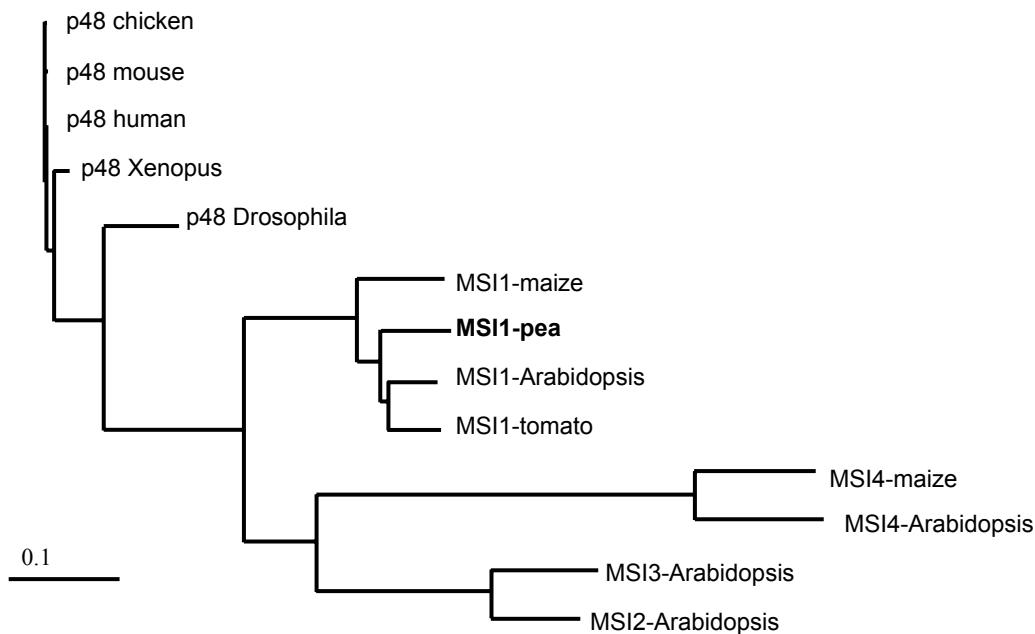 p48 chicken
p48 mouse
p48 human
p48 Xenopus
p48 Drosophila
MSI1-maize
MSI1-pea
MSI1-Arabidopsis
MSI1-tomato
MSI4-maize
MSI4-Arabidopsis
0.1
MSI3-Arabidopsis
MSI2-Arabidopsis